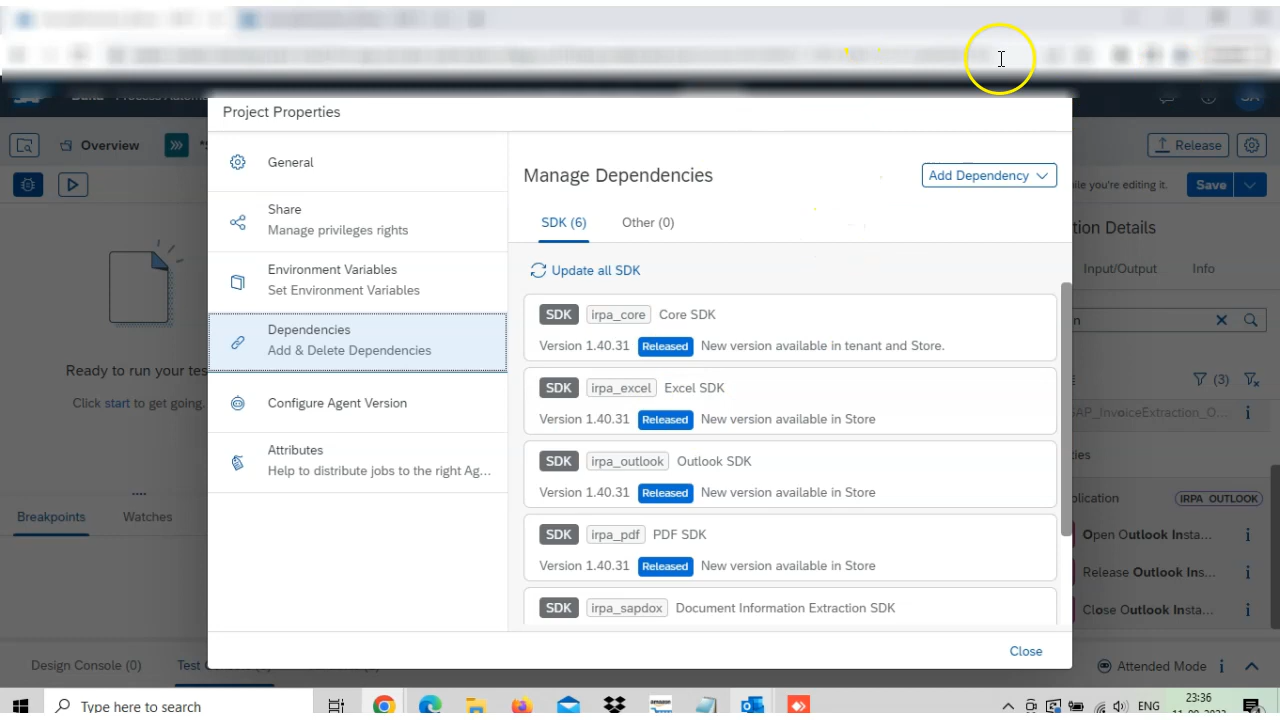 Project Properties
General
Share
Manage privileges rights
Environment Variables
Set Environment Variables
Dependencies
Add & Delete Dependencies
Configure Agent Version
Attributes
Help to distribute jobs to the right Ag...
Manage Dependencies
Add Dependency
SDK (6)
Other (0)
Update all SDK
SDK irpa_core Core SDK
Version 1.40.31 Released New version available in tenant and Store.
SDK irpa_excel Excel SDK
Version 1.40.31 Released New version available in Store
SDK irpa_outlook Outlook SDK
Version 1.40.31 Released New version available in Store
SDK irpa_pdf PDF SDK
Version 1.40.31 Released New version available in Store
SDK irpa_sapdox Document Information Extraction SDK
Close
Overview
Release
Ready to run your tes
Click start to get going.
Breakpoints
Watches
Design Console (0)
Test
while you're editing it.
Save
tion Details
Input/Output
Info
n
(3)
SAP_InvoiceExtraction_O...
ies
plication
IRPA OUTLOOK
Open Outlook Insta...
Release Outlook Ins...
Close Outlook Insta...
Attended Mode
Type here to search
ENG
23:36